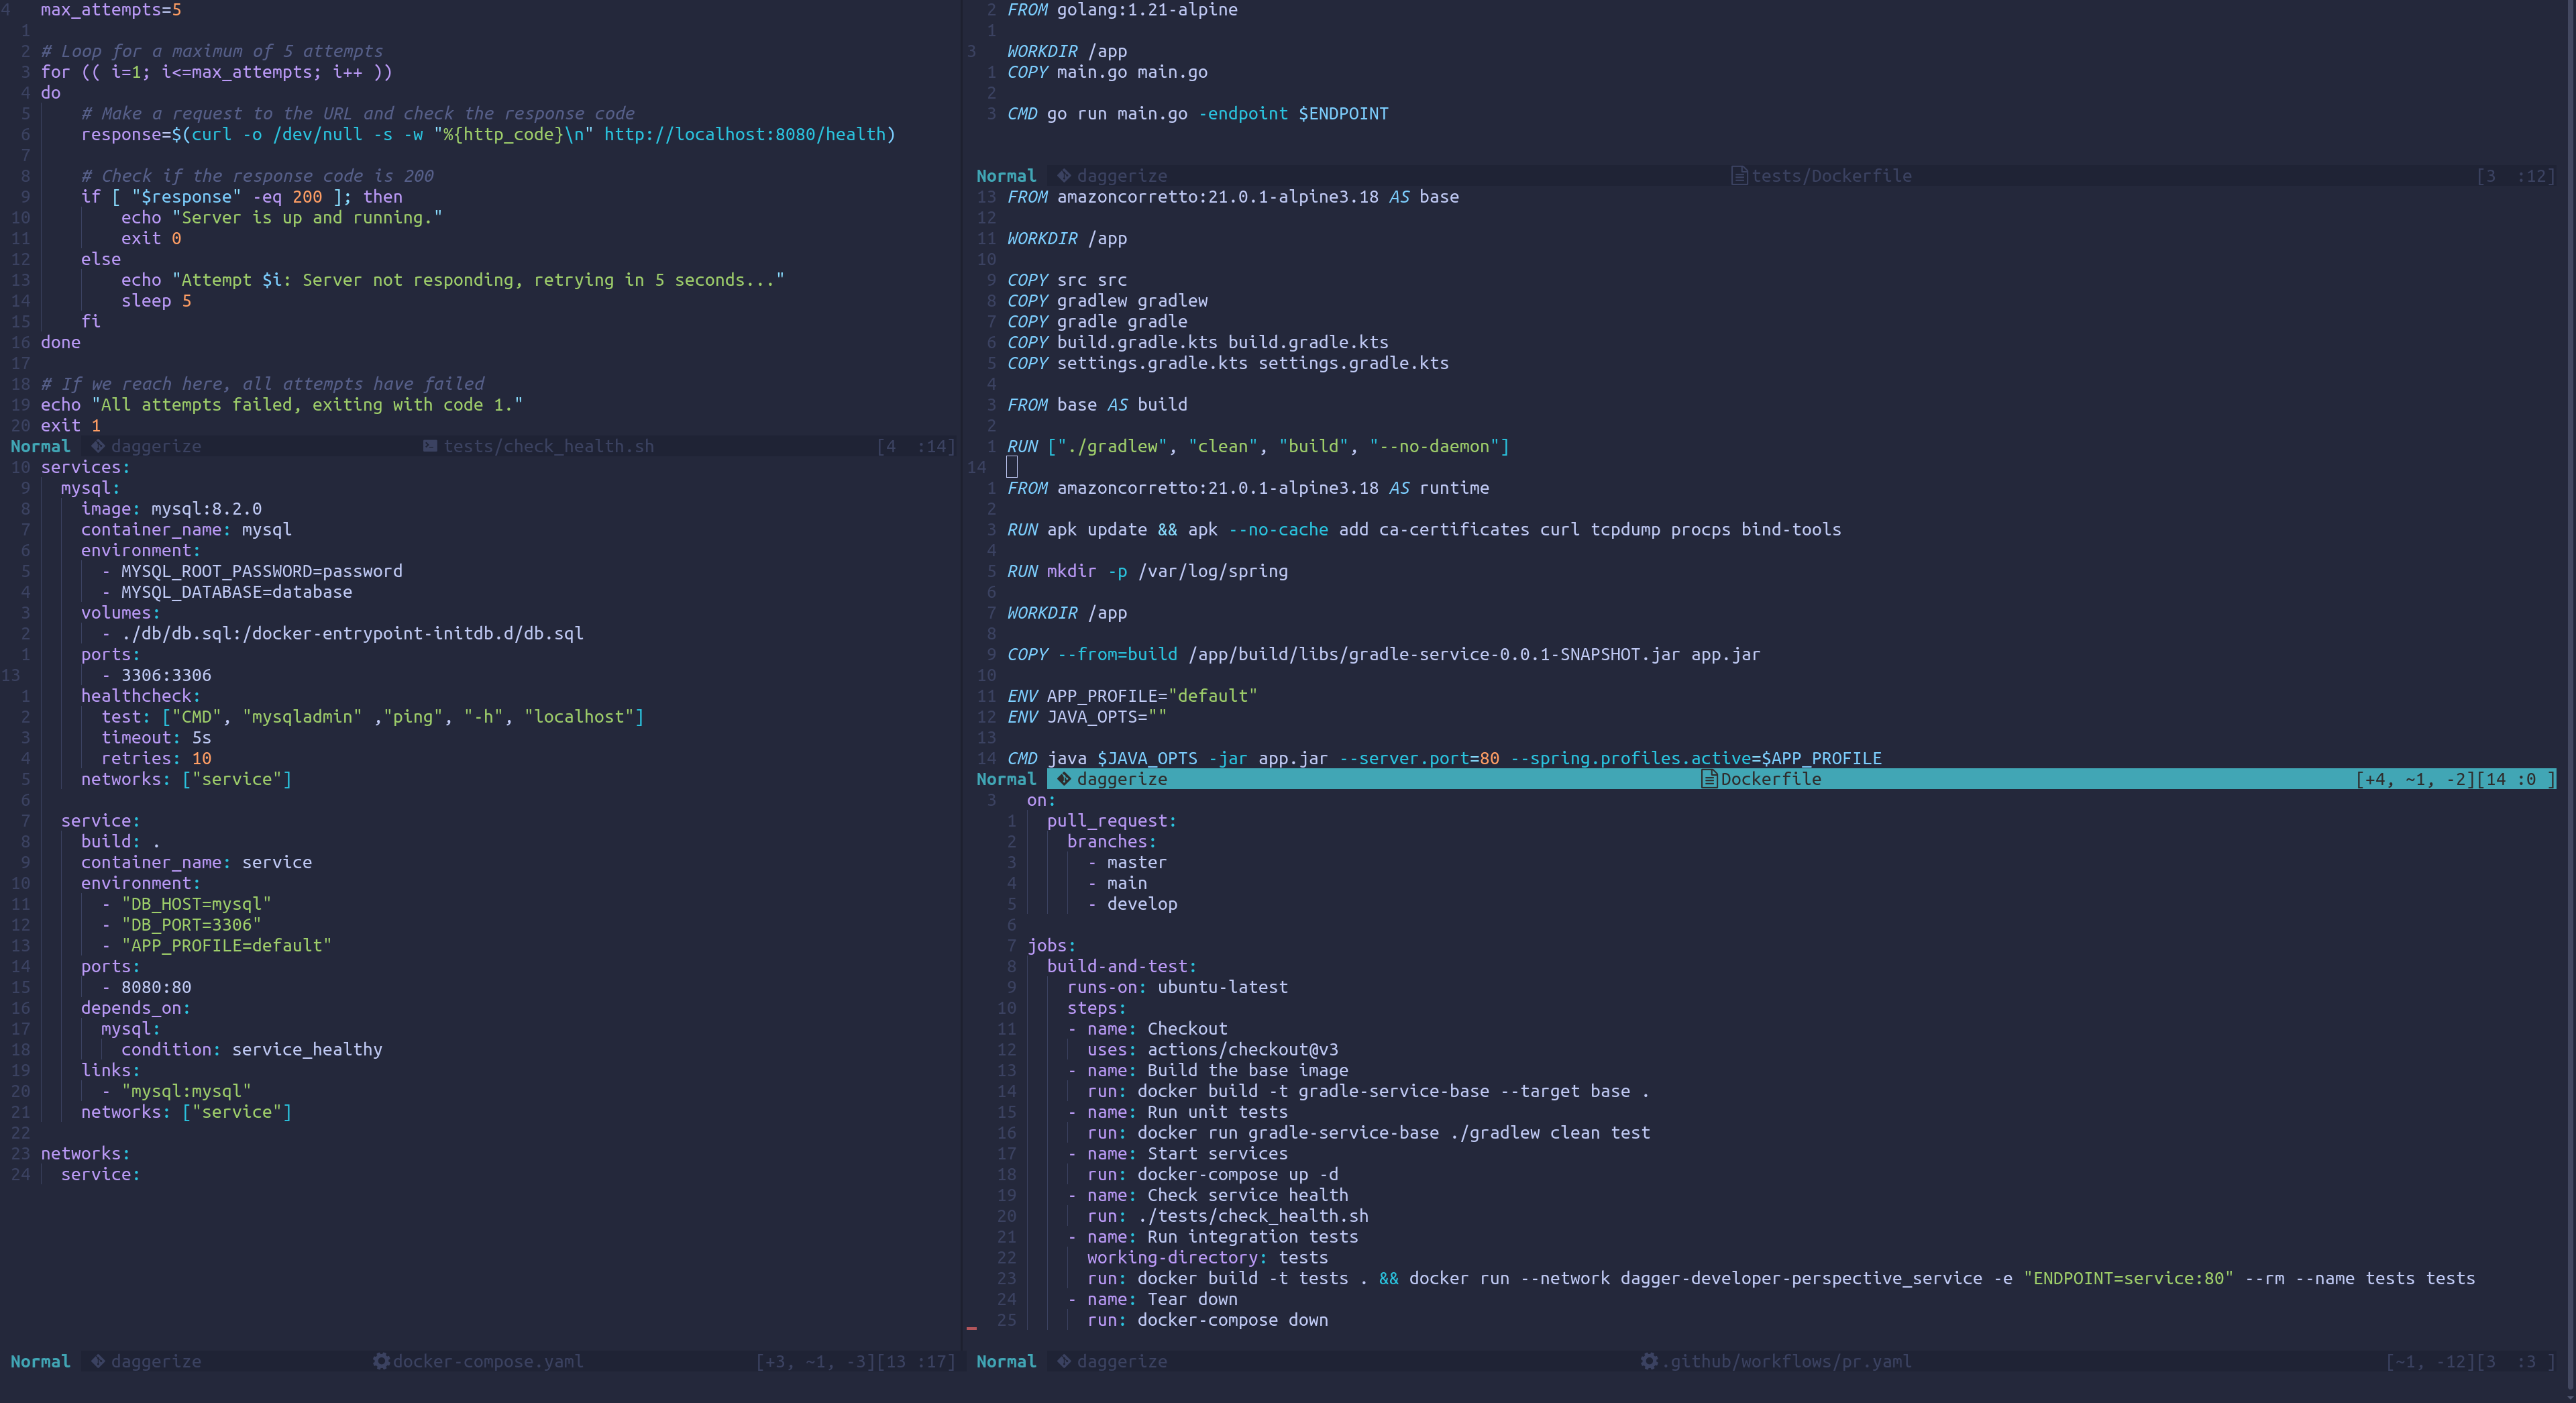 4   max_attempts=5
  1
  2 # Loop for a maximum of 5 attempts
  3 for (( i=1; i<=max_attempts; i++ ))
  4 do
  5     # Make a request to the URL and check the response code
  6     response=$(curl -o /dev/null -s -w "%{http_code}\n" http://localhost:8080/health)
  7
  8     # Check if the response code is 200
  9     if [ "$response" -eq 200 ]; then
 10         echo "Server is up and running."
 11         exit 0
 12     else
 13         echo "Attempt $i: Server not responding, retrying in 5 seconds..."
 14         sleep 5
 15     fi
 16 done
 17
 18 # If we reach here, all attempts have failed
 19 echo "All attempts failed, exiting with code 1."
 20 exit 1
Normal daggerize tests/check_health.sh [4  :14]
 10 services:
  9   mysql:
  8     image: mysql:8.2.0
  7     container_name: mysql
  6     environment:
  5       - MYSQL_ROOT_PASSWORD=password
  4       - MYSQL_DATABASE=database
  3     volumes:
  2       - ./db/db.sql:/docker-entrypoint-initdb.d/db.sql
  1     ports:
13        - 3306:3306
  1     healthcheck:
  2       test: ["CMD", "mysqladmin" ,"ping", "-h", "localhost"]
  3       timeout: 5s
  4       retries: 10
  5     networks: ["service"]
  6
  7   service:
  8     build: .
  9     container_name: service
 10     environment:
 11       - "DB_HOST=mysql"
 12       - "DB_PORT=3306"
 13       - "APP_PROFILE=default"
 14     ports:
 15       - 8080:80
 16     depends_on:
 17       mysql:
 18         condition: service_healthy
 19     links:
 20       - "mysql:mysql"
 21     networks: ["service"]
 22
 23 networks:
 24   service:
Normal daggerize docker-compose.yaml [+3, ~1, -3][13 :17]
  2 FROM golang:1.21-alpine
  1
3   WORKDIR /app
  1 COPY main.go main.go
  2
  3 CMD go run main.go -endpoint $ENDPOINT
Normal daggerize tests/Dockerfile [3  :12]
 13 FROM amazoncorretto:21.0.1-alpine3.18 AS base
 12
 11 WORKDIR /app
 10
  9 COPY src src
  8 COPY gradlew gradlew
  7 COPY gradle gradle
  6 COPY build.gradle.kts build.gradle.kts
  5 COPY settings.gradle.kts settings.gradle.kts
  4
  3 FROM base AS build
  2
  1 RUN ["./gradlew", "clean", "build", "--no-daemon"]
14
  1 FROM amazoncorretto:21.0.1-alpine3.18 AS runtime
  2
  3 RUN apk update && apk --no-cache add ca-certificates curl tcpdump procps bind-tools
  4
  5 RUN mkdir -p /var/log/spring
  6
  7 WORKDIR /app
  8
  9 COPY --from=build /app/build/libs/gradle-service-0.0.1-SNAPSHOT.jar app.jar
 10
 11 ENV APP_PROFILE="default"
 12 ENV JAVA_OPTS=""
 13
 14 CMD java $JAVA_OPTS -jar app.jar --server.port=80 --spring.profiles.active=$APP_PROFILE
Normal daggerize Dockerfile [+4, ~1, -2][14 :0 ]
3   on:
  1   pull_request:
  2     branches:
  3       - master
  4       - main
  5       - develop
  6
  7 jobs:
  8   build-and-test:
  9     runs-on: ubuntu-latest
 10     steps:
 11     - name: Checkout
 12       uses: actions/checkout@v3
 13     - name: Build the base image
 14       run: docker build -t gradle-service-base --target base .
 15     - name: Run unit tests
 16       run: docker run gradle-service-base ./gradlew clean test
 17     - name: Start services
 18       run: docker-compose up -d
 19     - name: Check service health
 20       run: ./tests/check_health.sh
 21     - name: Run integration tests
 22       working-directory: tests
 23       run: docker build -t tests . && docker run --network dagger-developer-perspective_service -e "ENDPOINT=service:80" --rm --name tests tests
 24     - name: Tear down
 25       run: docker-compose down
Normal daggerize .github/workflows/pr.yaml [~1, -12][3  :3 ]